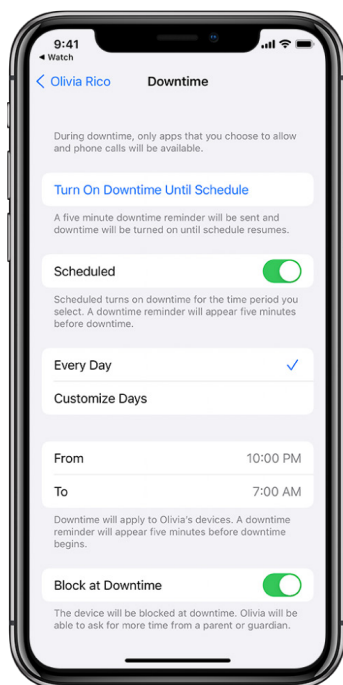 9:41
◀ Watch
Olivia Rico
Downtime
During downtime, only apps that you choose to allow
and phone calls will be available.
Turn On Downtime Until Schedule
A five minute downtime reminder will be sent and
downtime will be turned on until schedule resumes.
Scheduled
Scheduled turns on downtime for the time period you
select. A downtime reminder will appear five minutes
before downtime.
Every Day
Customize Days
From 10:00 PM
To 7:00 AM
Downtime will apply to Olivia's devices. A downtime
reminder will appear five minutes before downtime
begins.
Block at Downtime
The device will be blocked at downtime. Olivia will be
able to ask for more time from a parent or guardian.